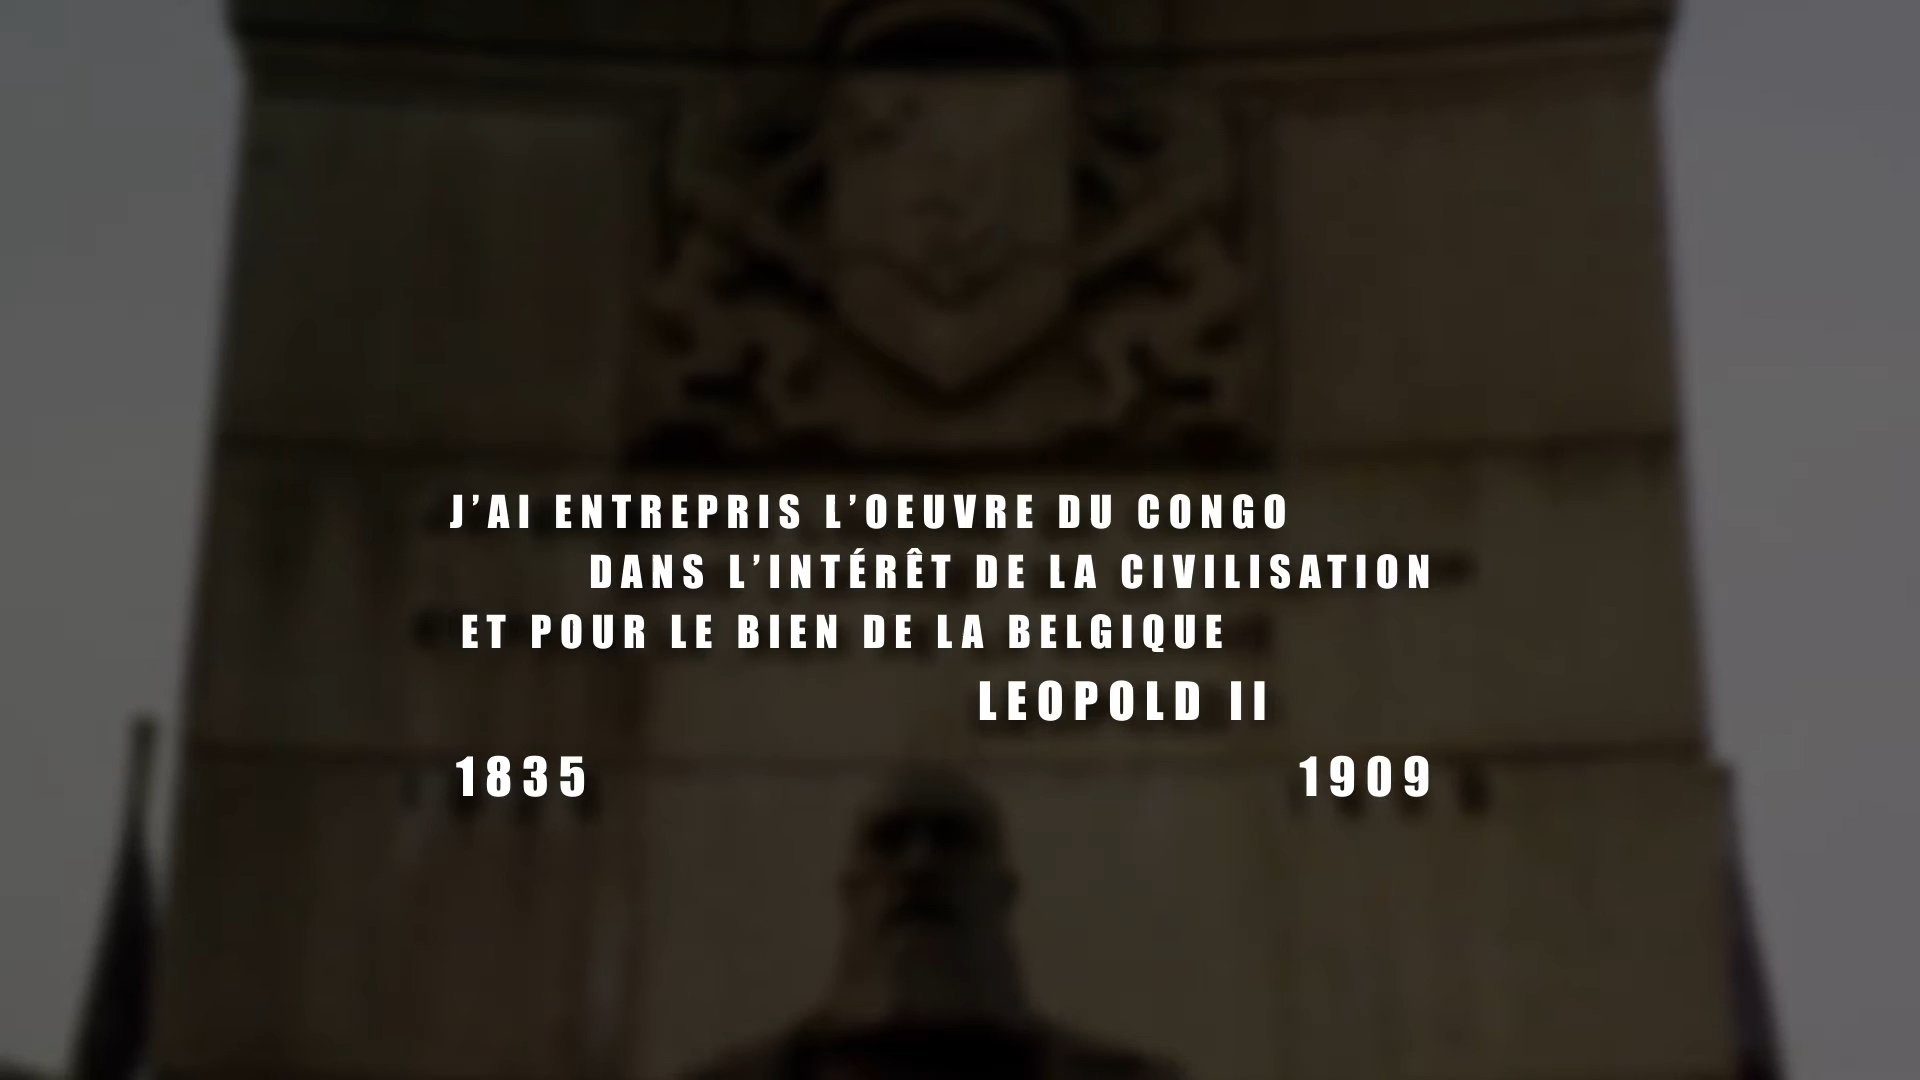 J’AI ENTREPRIS L’OEUVRE DU CONGO
DANS L’INTÉRÊT DE LA CIVILISATION
ET POUR LE BIEN DE LA BELGIQUE
LEOPOLD II
1835 1909